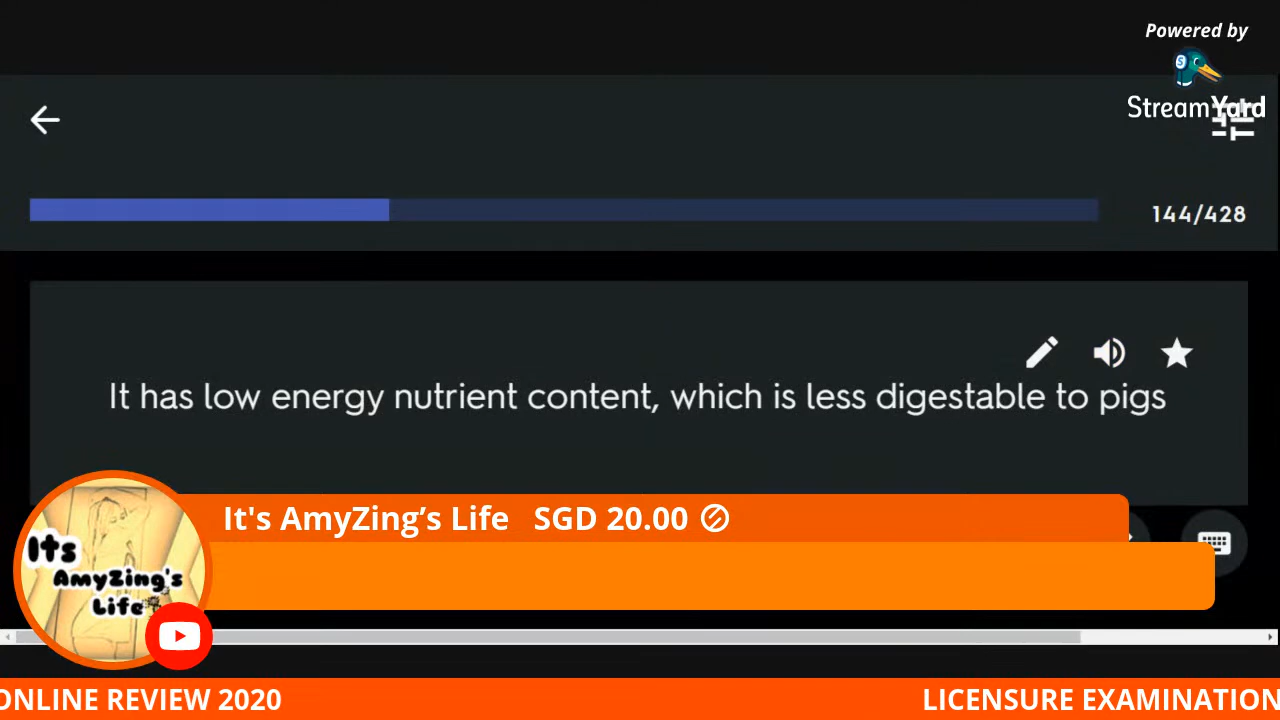 Powered by
StreamYard
144/428
It has low energy nutrient content, which is less digestable to pigs
It's AmyZing’s Life SGD 20.00
Its
AmyZing's
Life
ONLINE REVIEW 2020 LICENSURE EXAMINATION